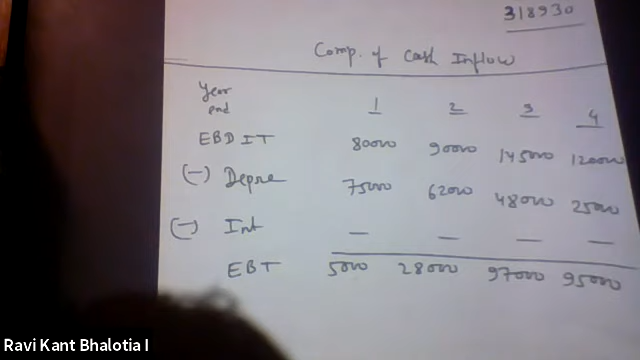 318930
Comp. of Cash Inflow
Year end 1 2 3 4
EBDIT 80000 90000 145000 120000
(-) Depre 75000 62000 48000 25000
(-) Int — — — —
EBT 5000 28000 97000 95000
Ravi Kant Bhalotia I